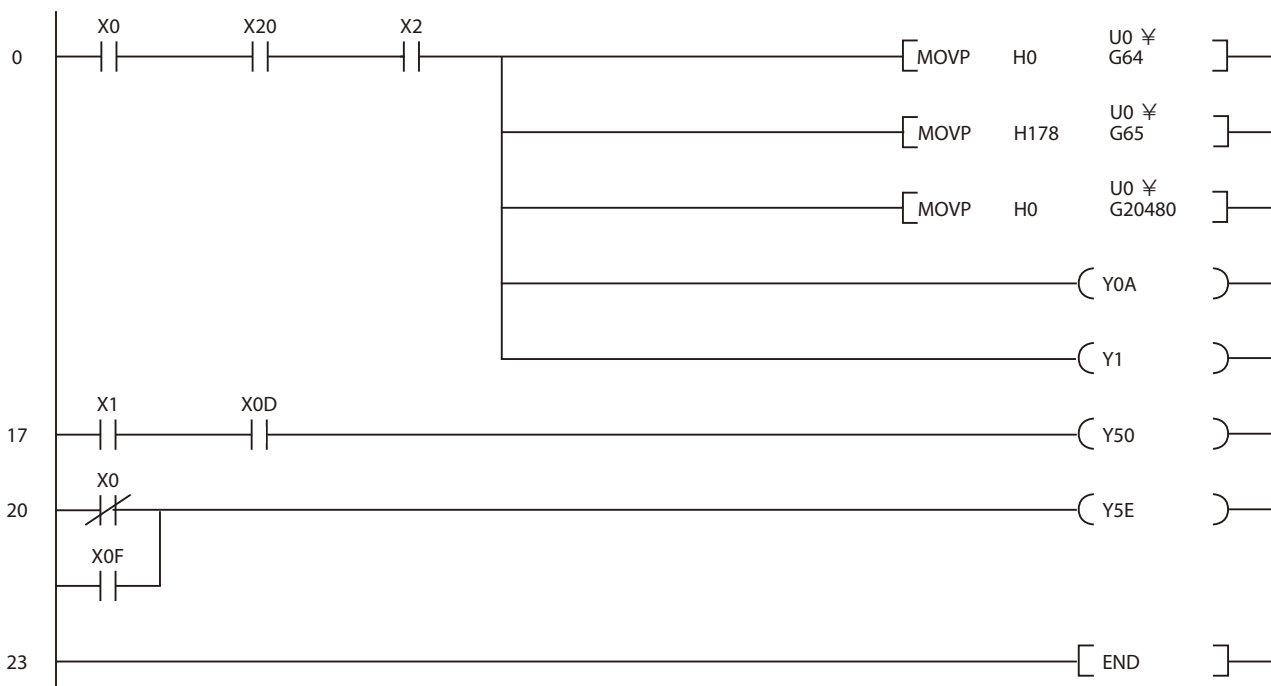 X0 X20 X2
0 MOVP H0 U0 ¥ G64
MOVP H178 U0 ¥ G65
MOVP H0 U0 ¥ G20480
Y0A
Y1
X1 X0D
17 Y50
X0
20 Y5E
X0F
23 END